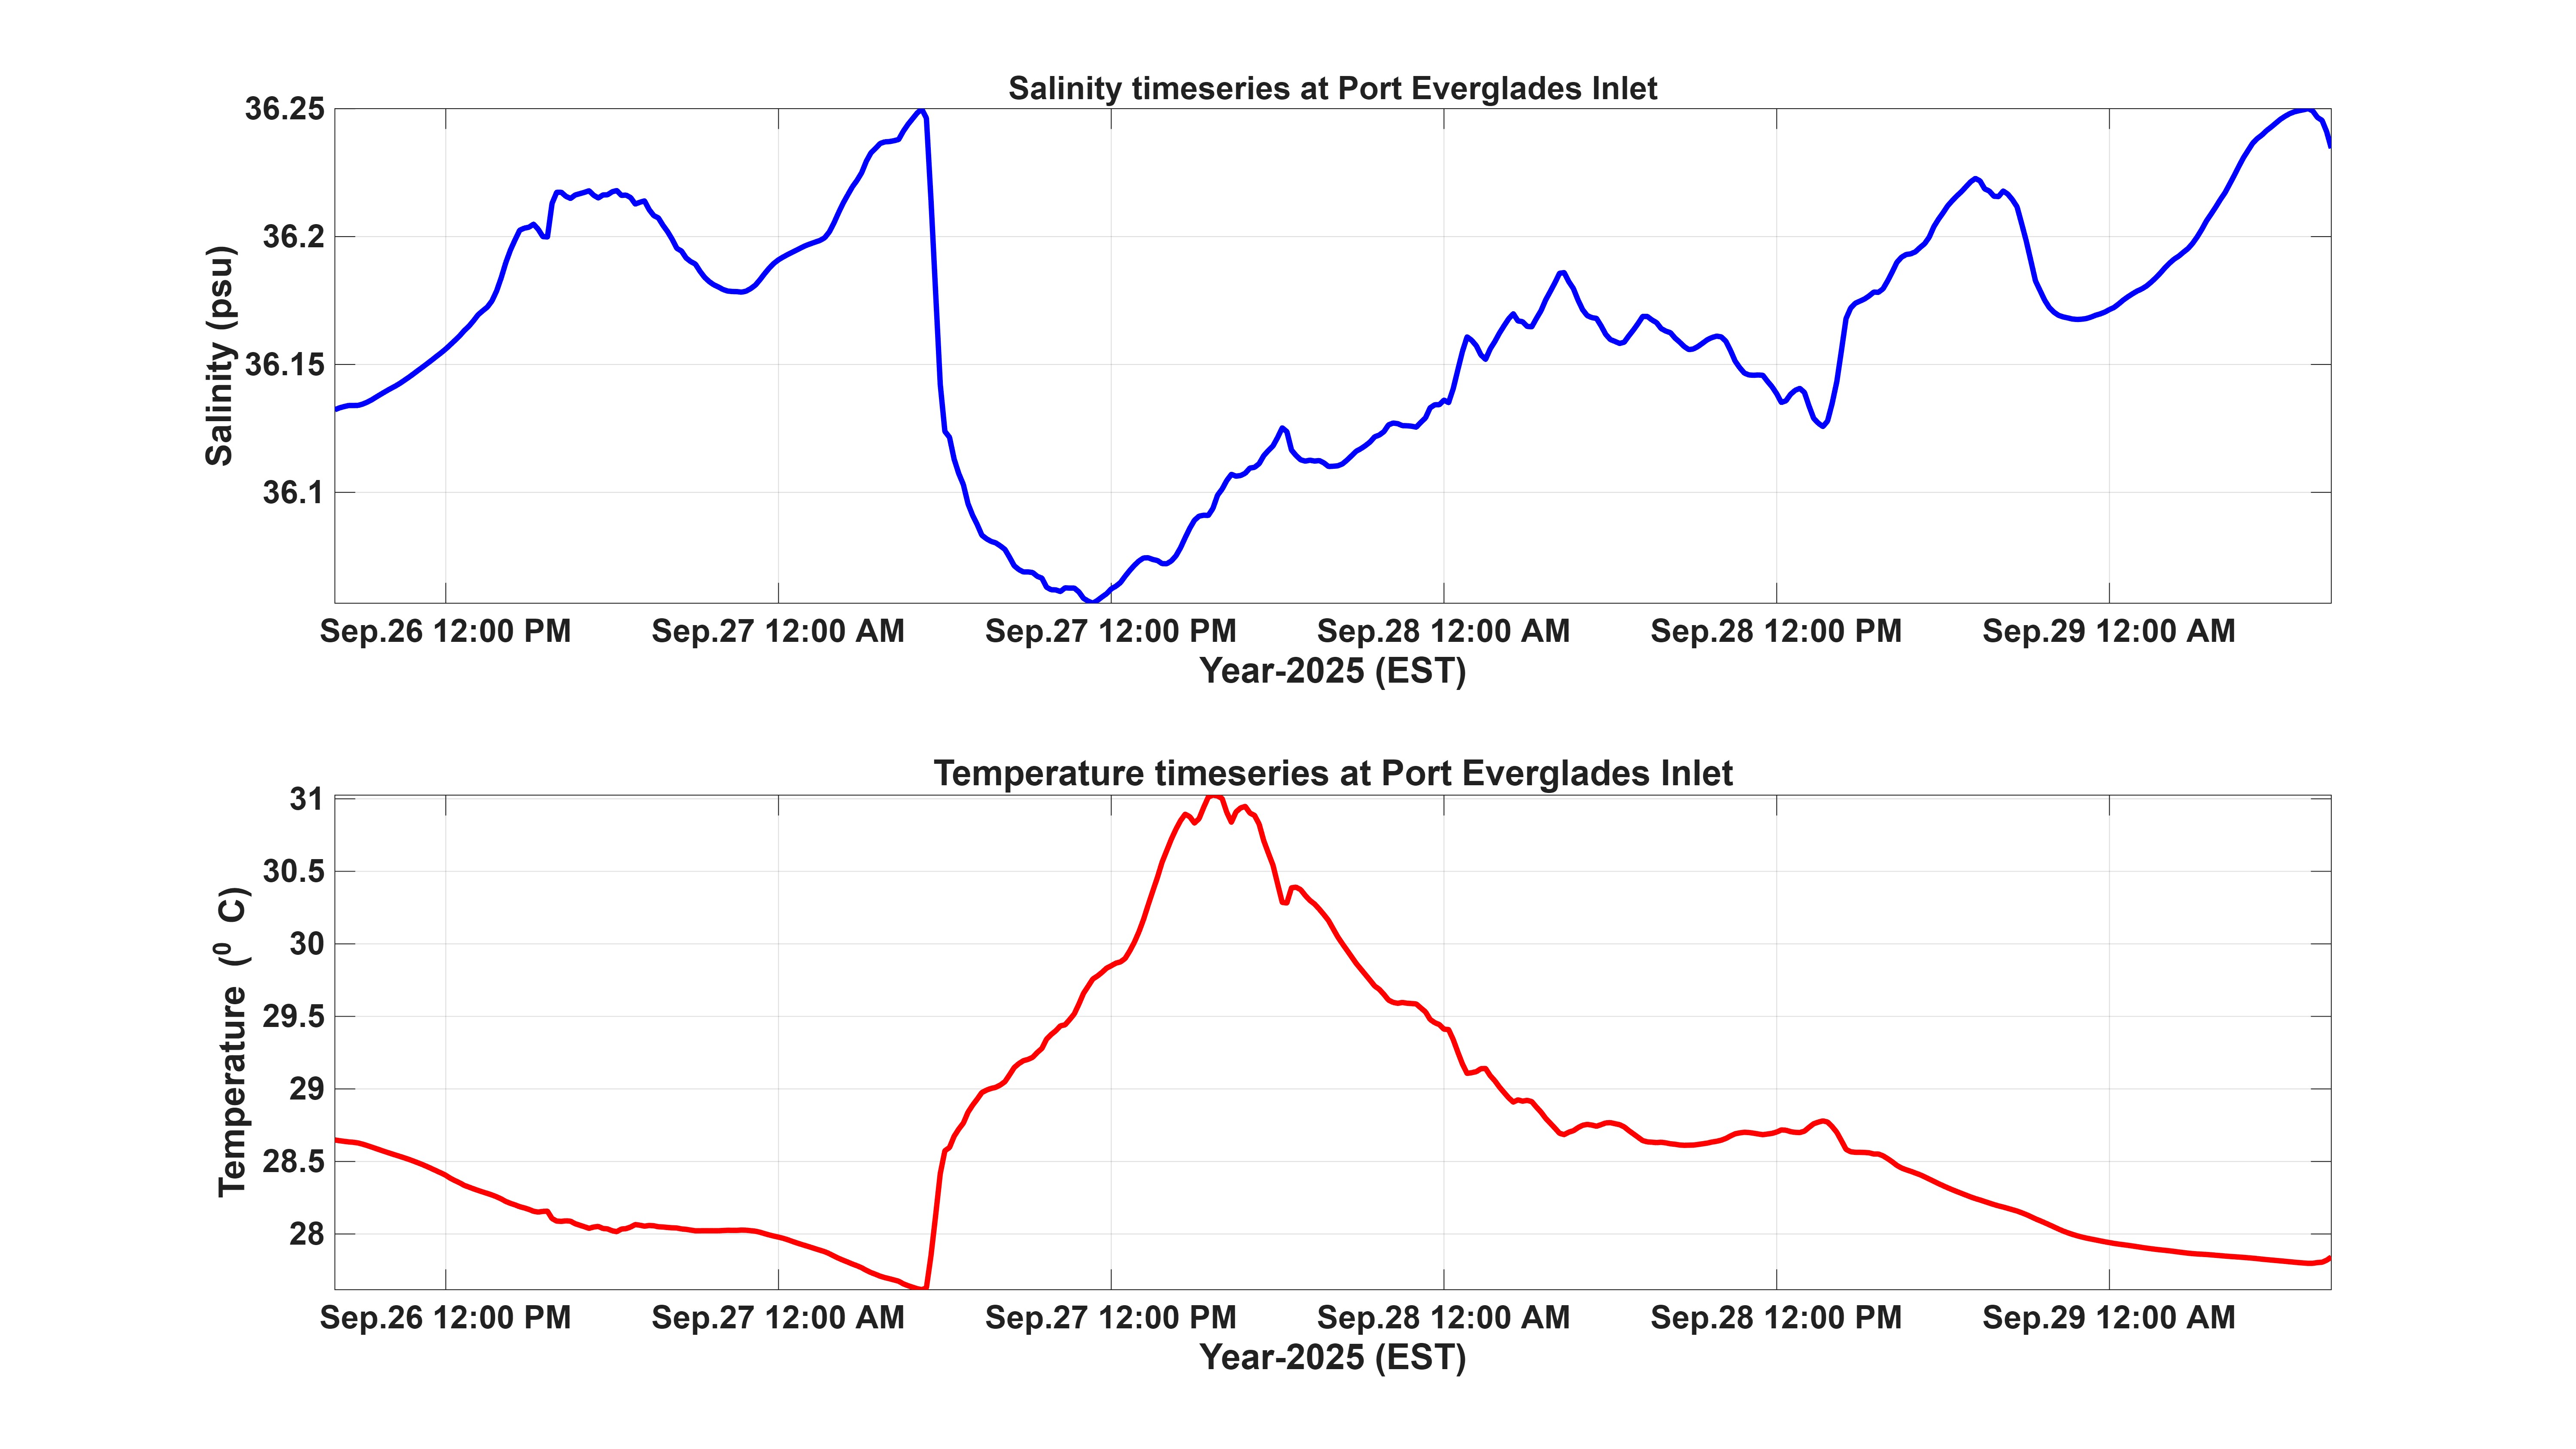 Salinity timeseries at Port Everglades Inlet
36.25
36.2
36.15
36.1
Salinity (psu)
Sep.26 12:00 PM Sep.27 12:00 AM Sep.27 12:00 PM Sep.28 12:00 AM Sep.28 12:00 PM Sep.29 12:00 AM
Year-2025 (EST)
Temperature timeseries at Port Everglades Inlet
31
30.5
30
29.5
29
28.5
28
Temperature (⁰ C)
Sep.26 12:00 PM Sep.27 12:00 AM Sep.27 12:00 PM Sep.28 12:00 AM Sep.28 12:00 PM Sep.29 12:00 AM
Year-2025 (EST)